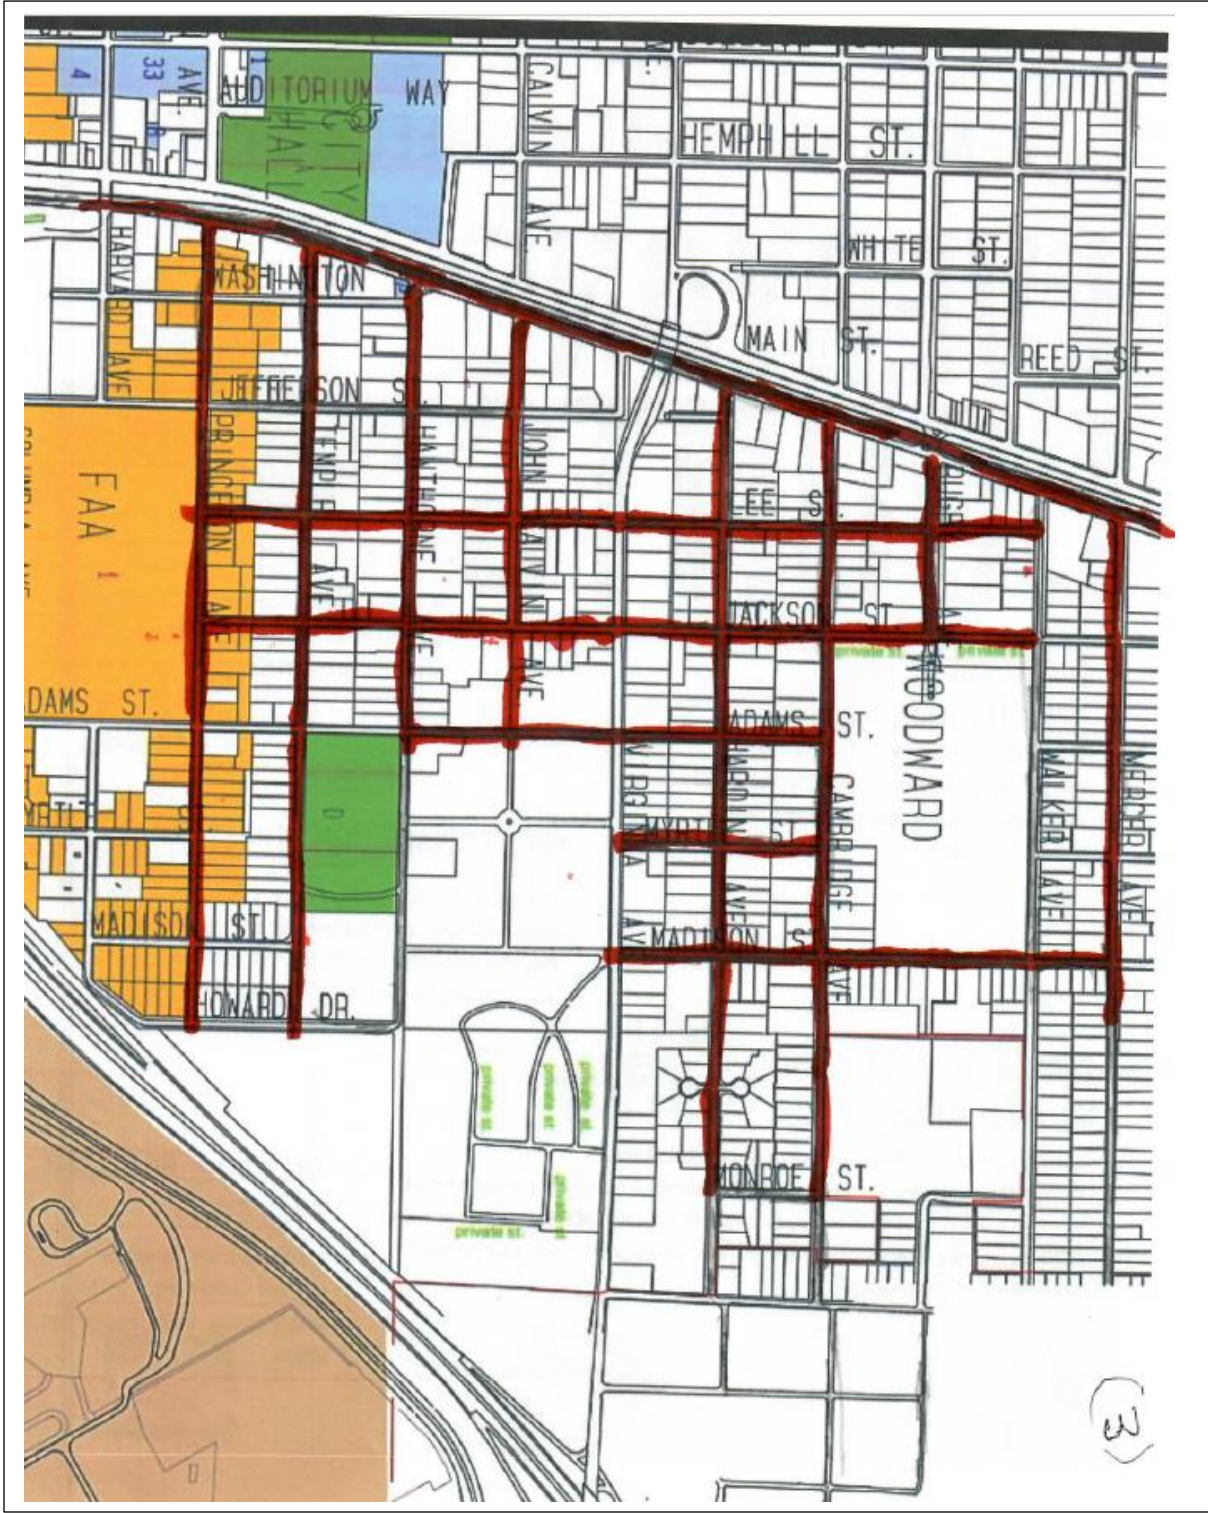 4
33
AVE.
1
AUDITORIUM WAY
CITY
HALL
CALVIN AVE.
HEMPHILL ST.
WHITE ST.
MAIN ST.
REED ST.
HARVARD AVE
WASHINGTON
JEFFERSON ST.
PRINCETON AVE
HAWTHORNE AVE
JOHN CALVIN AVE
FAA
LEE ST.
JACKSON ST.
private st.
private st.
WOODWARD
ADAMS ST.
ADAMS ST.
VIRGINIA AVE
HARDIN AVE
CAMBRIDGE AVE
WALKER AVE
MERCER AVE
MYRTLE ST
D
MADISON ST.
MADISON ST
HOWARD DR.
private st.
private st.
private st.
private st.
private st.
MONROE ST.
3